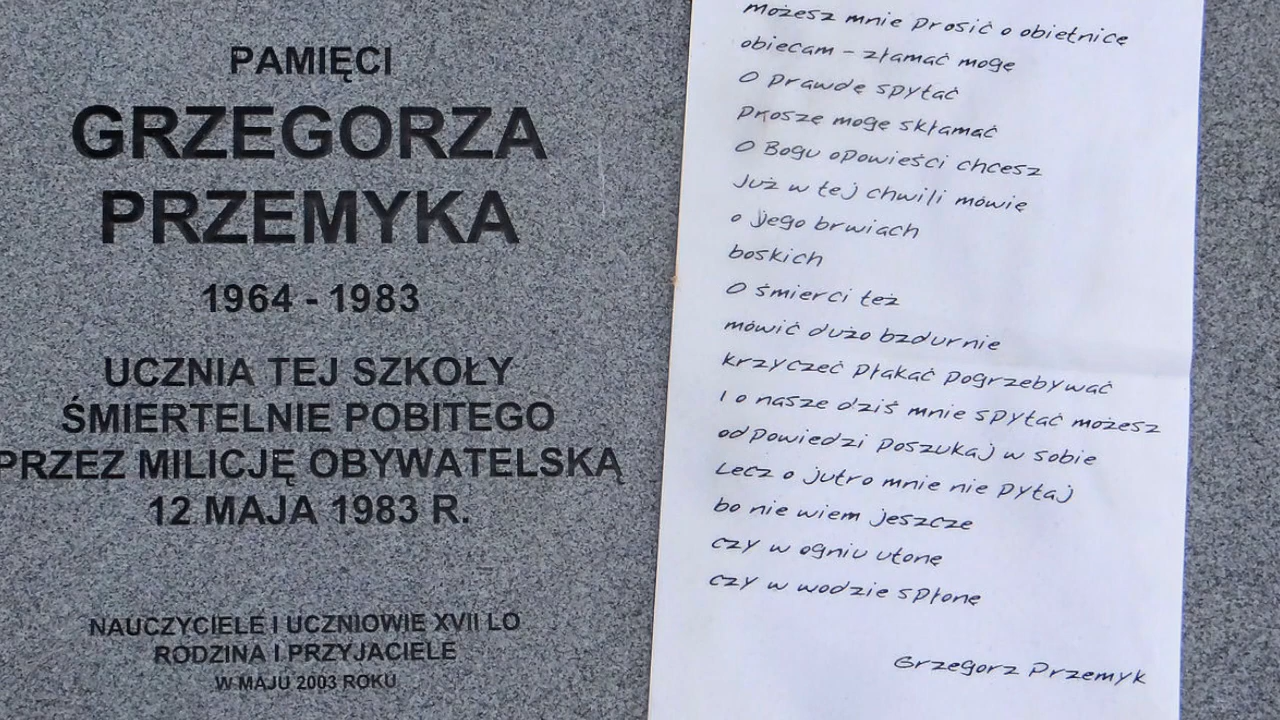 PAMIĘCI
GRZEGORZA
PRZEMYKA
1964 - 1983
UCZNIA TEJ SZKOŁY
ŚMIERTELNIE POBITEGO
PRZEZ MILICJĘ OBYWATELSKĄ
12 MAJA 1983 R.
NAUCZYCIELE I UCZNIOWIE XVII LO
RODZINA I PRZYJACIELE
W MAJU 2003 ROKU
możesz mnie prosić o obietnicę
obiecam - złamać mogę
O prawdę spytać
proszę mogę skłamać
O Bogu opowieści chcesz
Już w tej chwili mówię
o jego brwiach
boskich
O śmierci też
mówić dużo bzdurnie
krzyczeć płakać pogrzebywać
I o nasze dziś mnie spytać możesz
odpowiedzi poszukaj w sobie
Lecz o jutro mnie nie pytaj
bo nie wiem jeszcze
czy w ogniu utonę
czy w wodzie spłonę
Grzegorz Przemyk